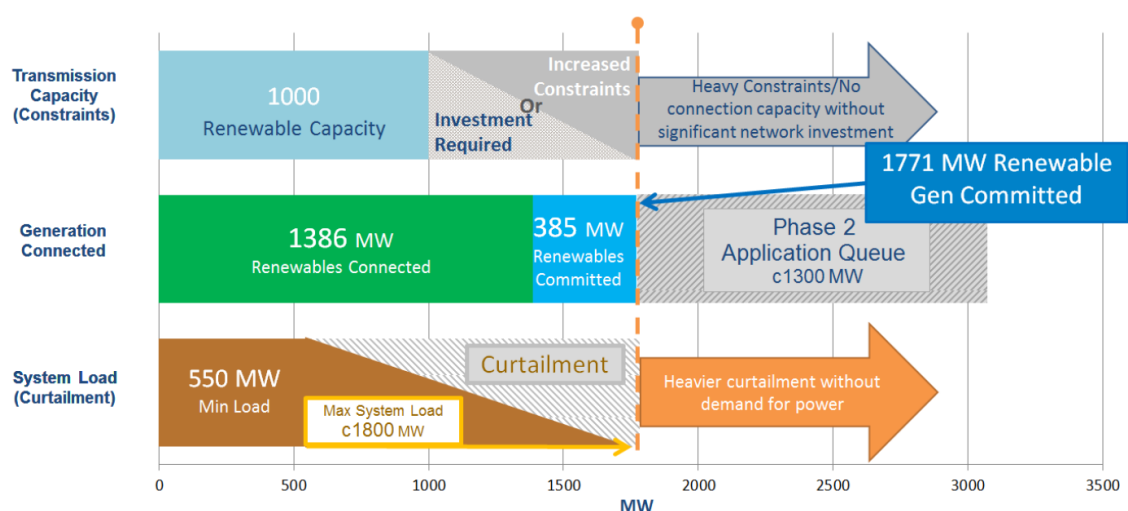 Transmission
Capacity
(Constraints)
1000
Renewable Capacity
Increased
Constraints
Or
Investment
Required
Heavy Constraints/No
connection capacity without
significant network investment
1771 MW Renewable
Gen Committed
Generation
Connected
1386 MW
Renewables Connected
385 MW
Renewables
Committed
Phase 2
Application Queue
c1300 MW
System Load
(Curtailment)
550 MW
Min Load
Max System Load
c1800 MW
Curtailment
Heavier curtailment without
demand for power
0 500 1000 1500 2000 2500 3000 3500
MW